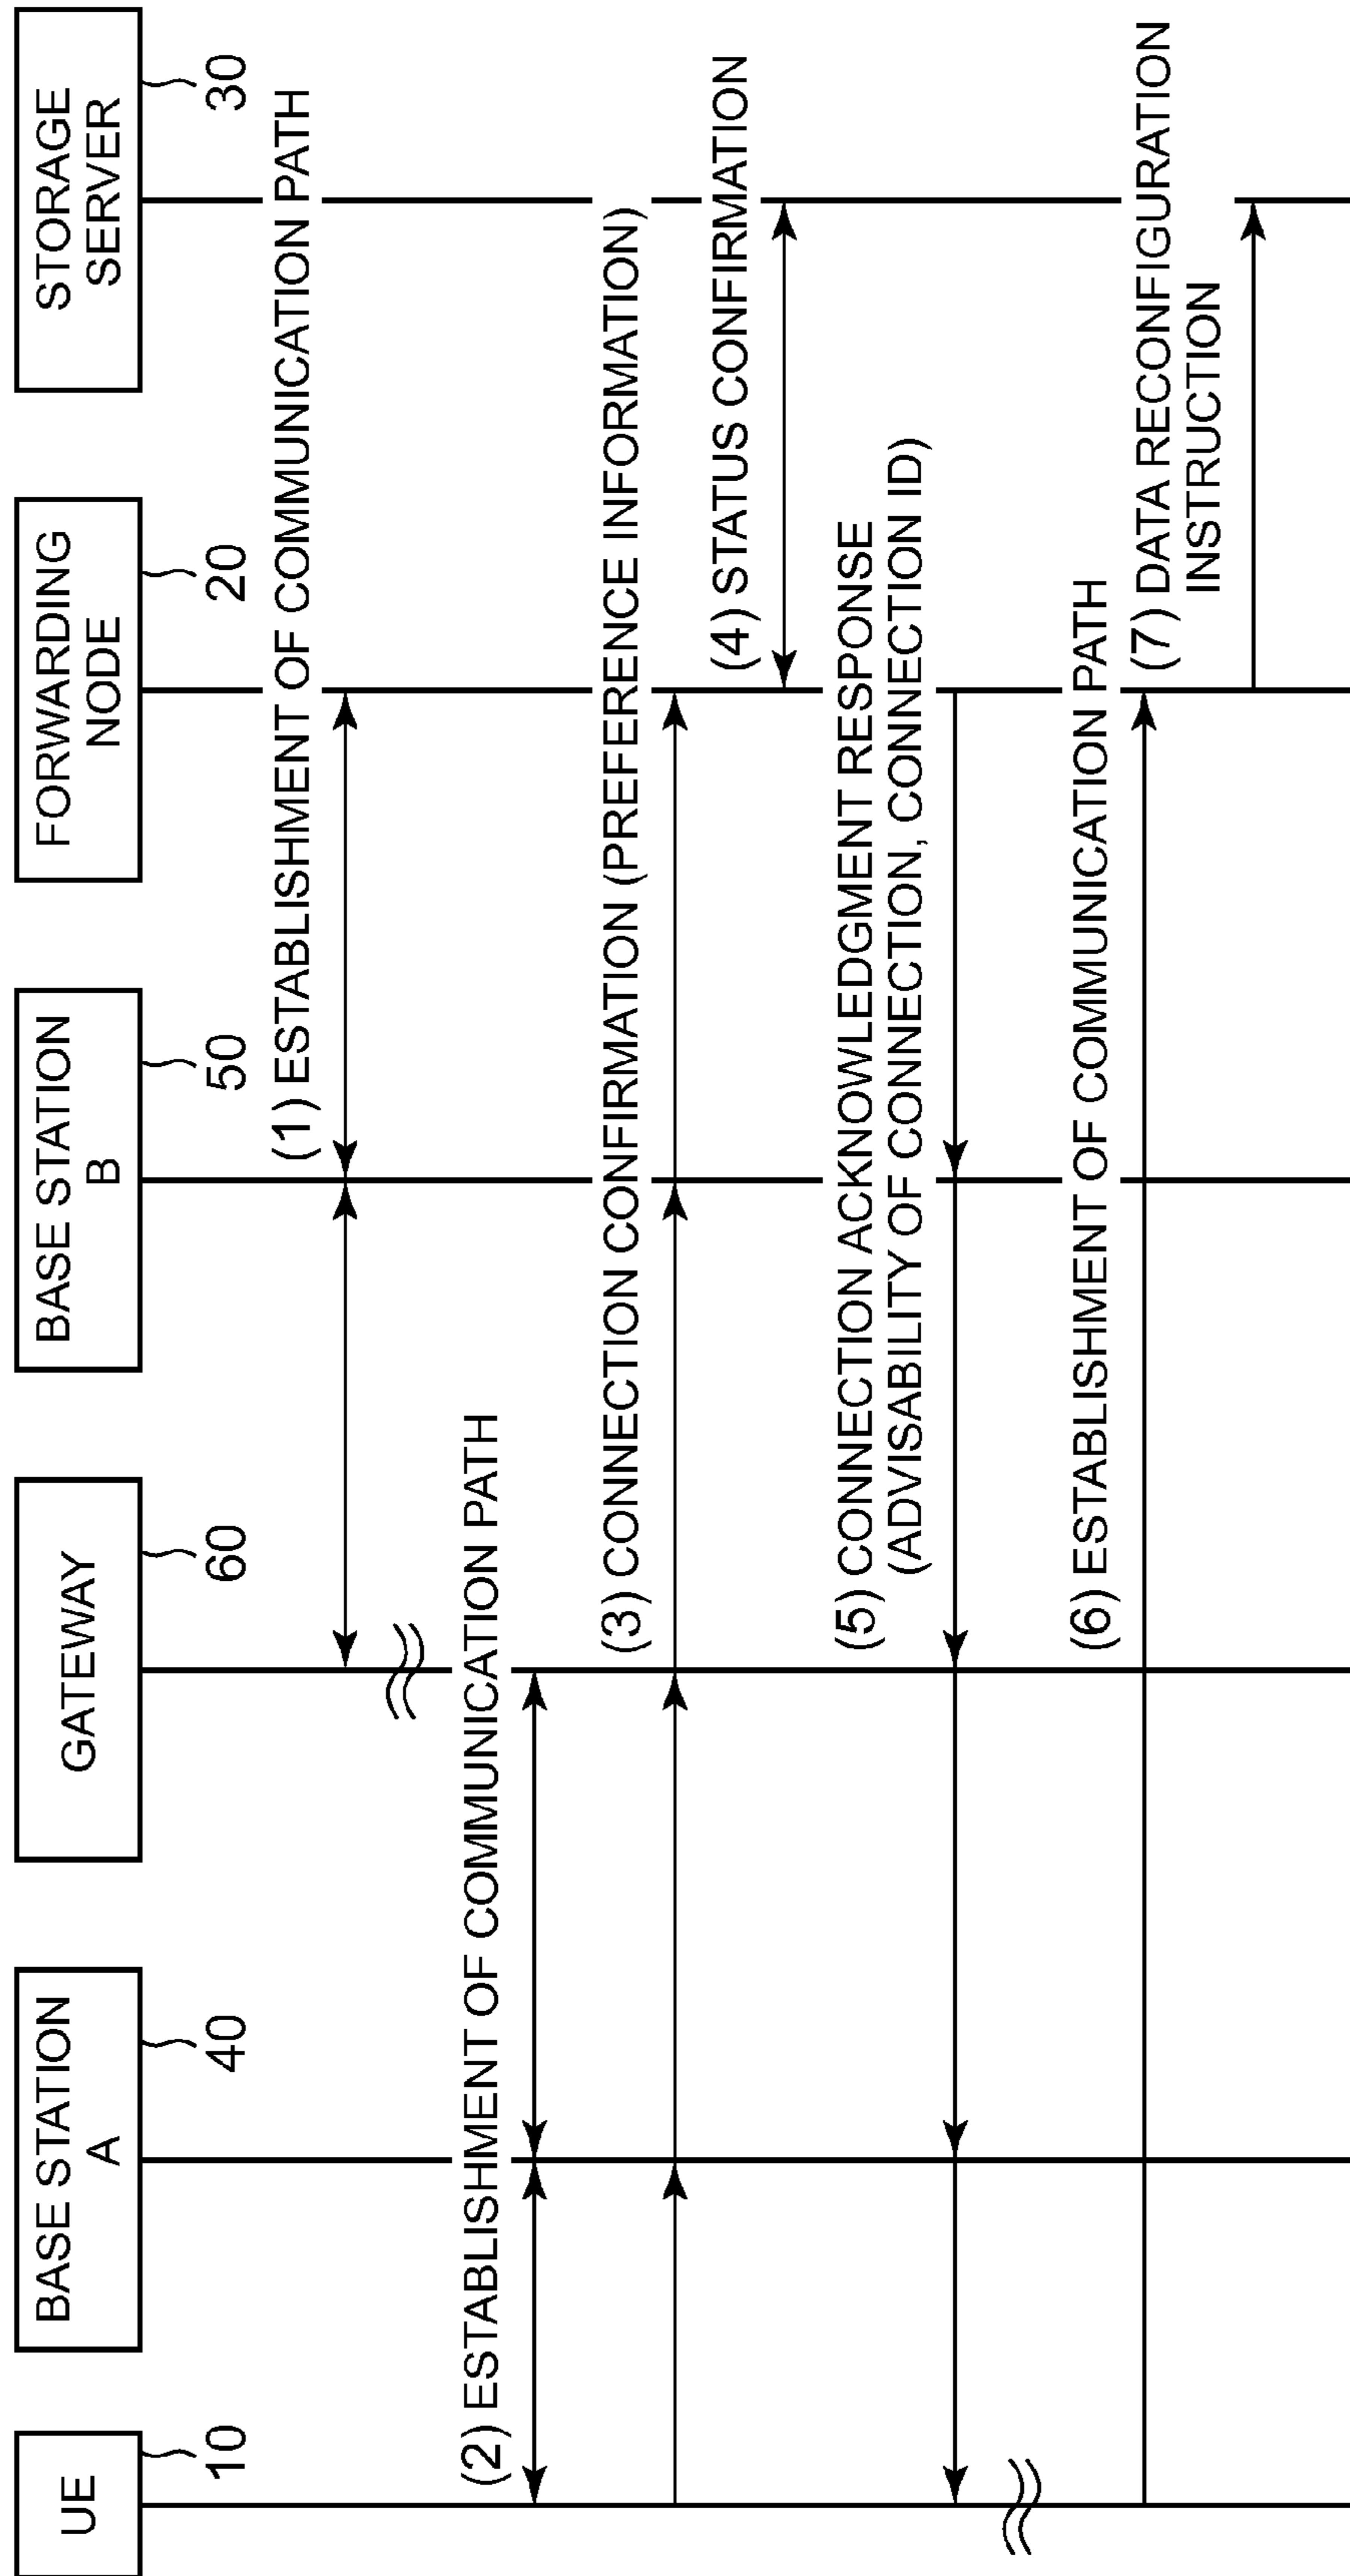 UE
10
BASE STATION
A
40
GATEWAY
60
BASE STATION
B
50
FORWARDING
NODE
20
STORAGE
SERVER
30
(1) ESTABLISHMENT OF COMMUNICATION PATH
(2) ESTABLISHMENT OF COMMUNICATION PATH
(3) CONNECTION CONFIRMATION (PREFERENCE INFORMATION)
(4) STATUS CONFIRMATION
(5) CONNECTION ACKNOWLEDGMENT RESPONSE
(ADVISABILITY OF CONNECTION, CONNECTION ID)
(6) ESTABLISHMENT OF COMMUNICATION PATH
(7) DATA RECONFIGURATION
INSTRUCTION